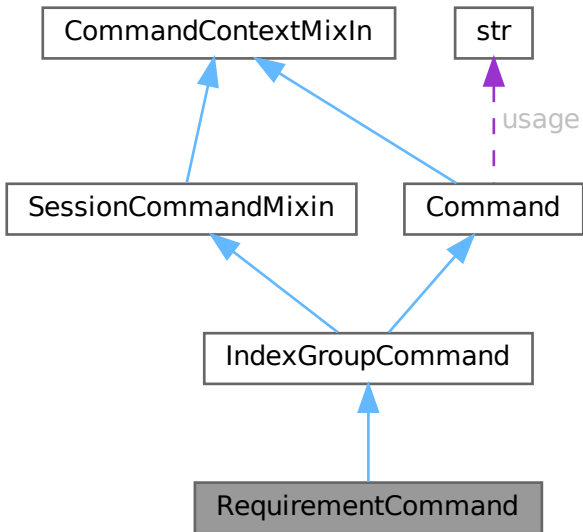 CommandContextMixIn
str
usage
SessionCommandMixin
Command
IndexGroupCommand
RequirementCommand